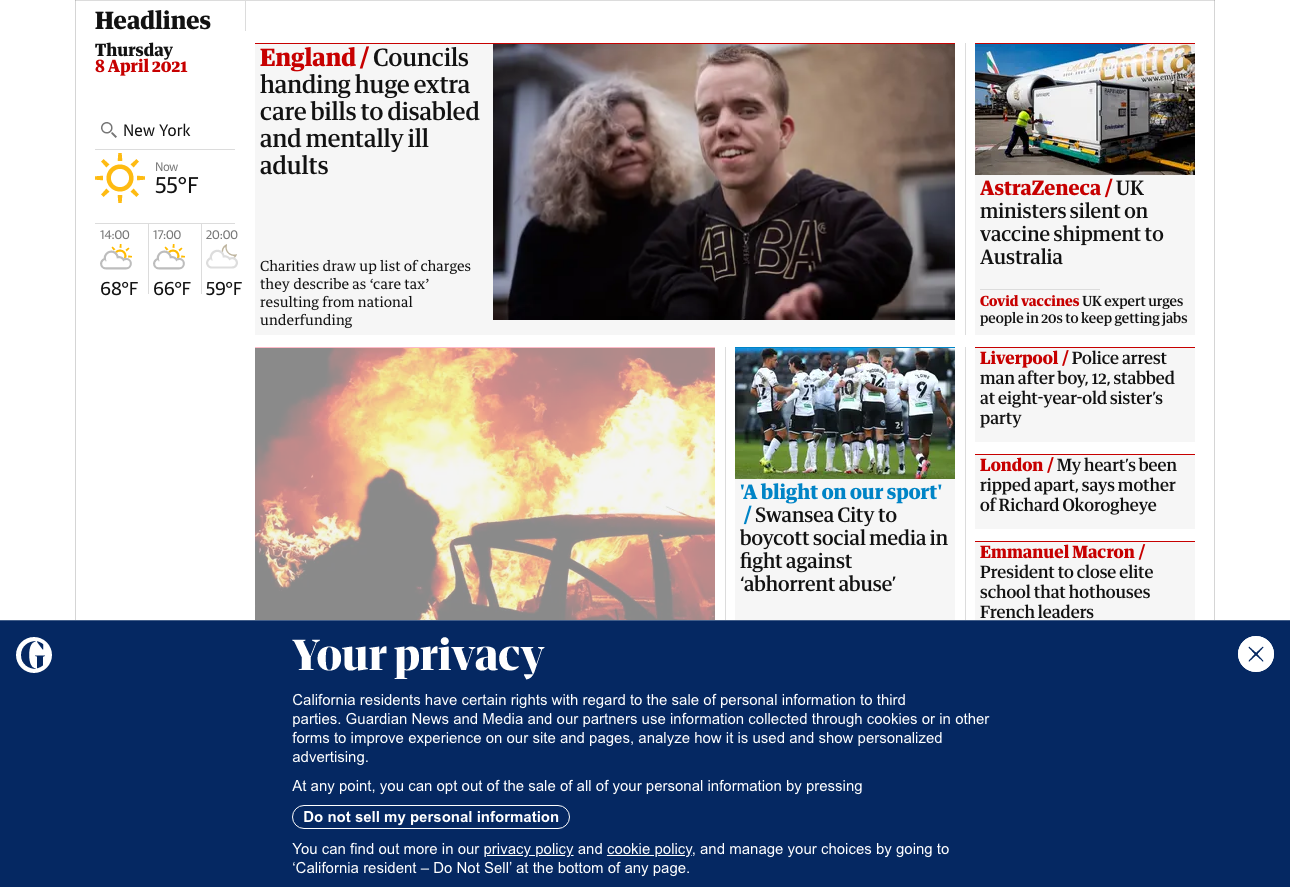 Headlines
Thursday
8 April 2021
New York
Now
55°F
14:00
68°F
17:00
66°F
20:00
59°F
England / Councils
handing huge extra
care bills to disabled
and mentally ill
adults
Charities draw up list of charges
they describe as ‘care tax’
resulting from national
underfunding
Emira
AstraZeneca / UK
ministers silent on
vaccine shipment to
Australia
Covid vaccines UK expert urges
people in 20s to keep getting jabs
'A blight on our sport'
/ Swansea City to
boycott social media in
fight against
‘abhorrent abuse’
Liverpool / Police arrest
man after boy, 12, stabbed
at eight-year-old sister’s
party
London / My heart’s been
ripped apart, says mother
of Richard Okorogheye
Emmanuel Macron /
President to close elite
school that hothouses
French leaders
Your privacy
California residents have certain rights with regard to the sale of personal information to third
parties. Guardian News and Media and our partners use information collected through cookies or in other
forms to improve experience on our site and pages, analyze how it is used and show personalized
advertising.
At any point, you can opt out of the sale of all of your personal information by pressing
Do not sell my personal information
You can find out more in our privacy policy and cookie policy, and manage your choices by going to
‘California resident – Do Not Sell’ at the bottom of any page.